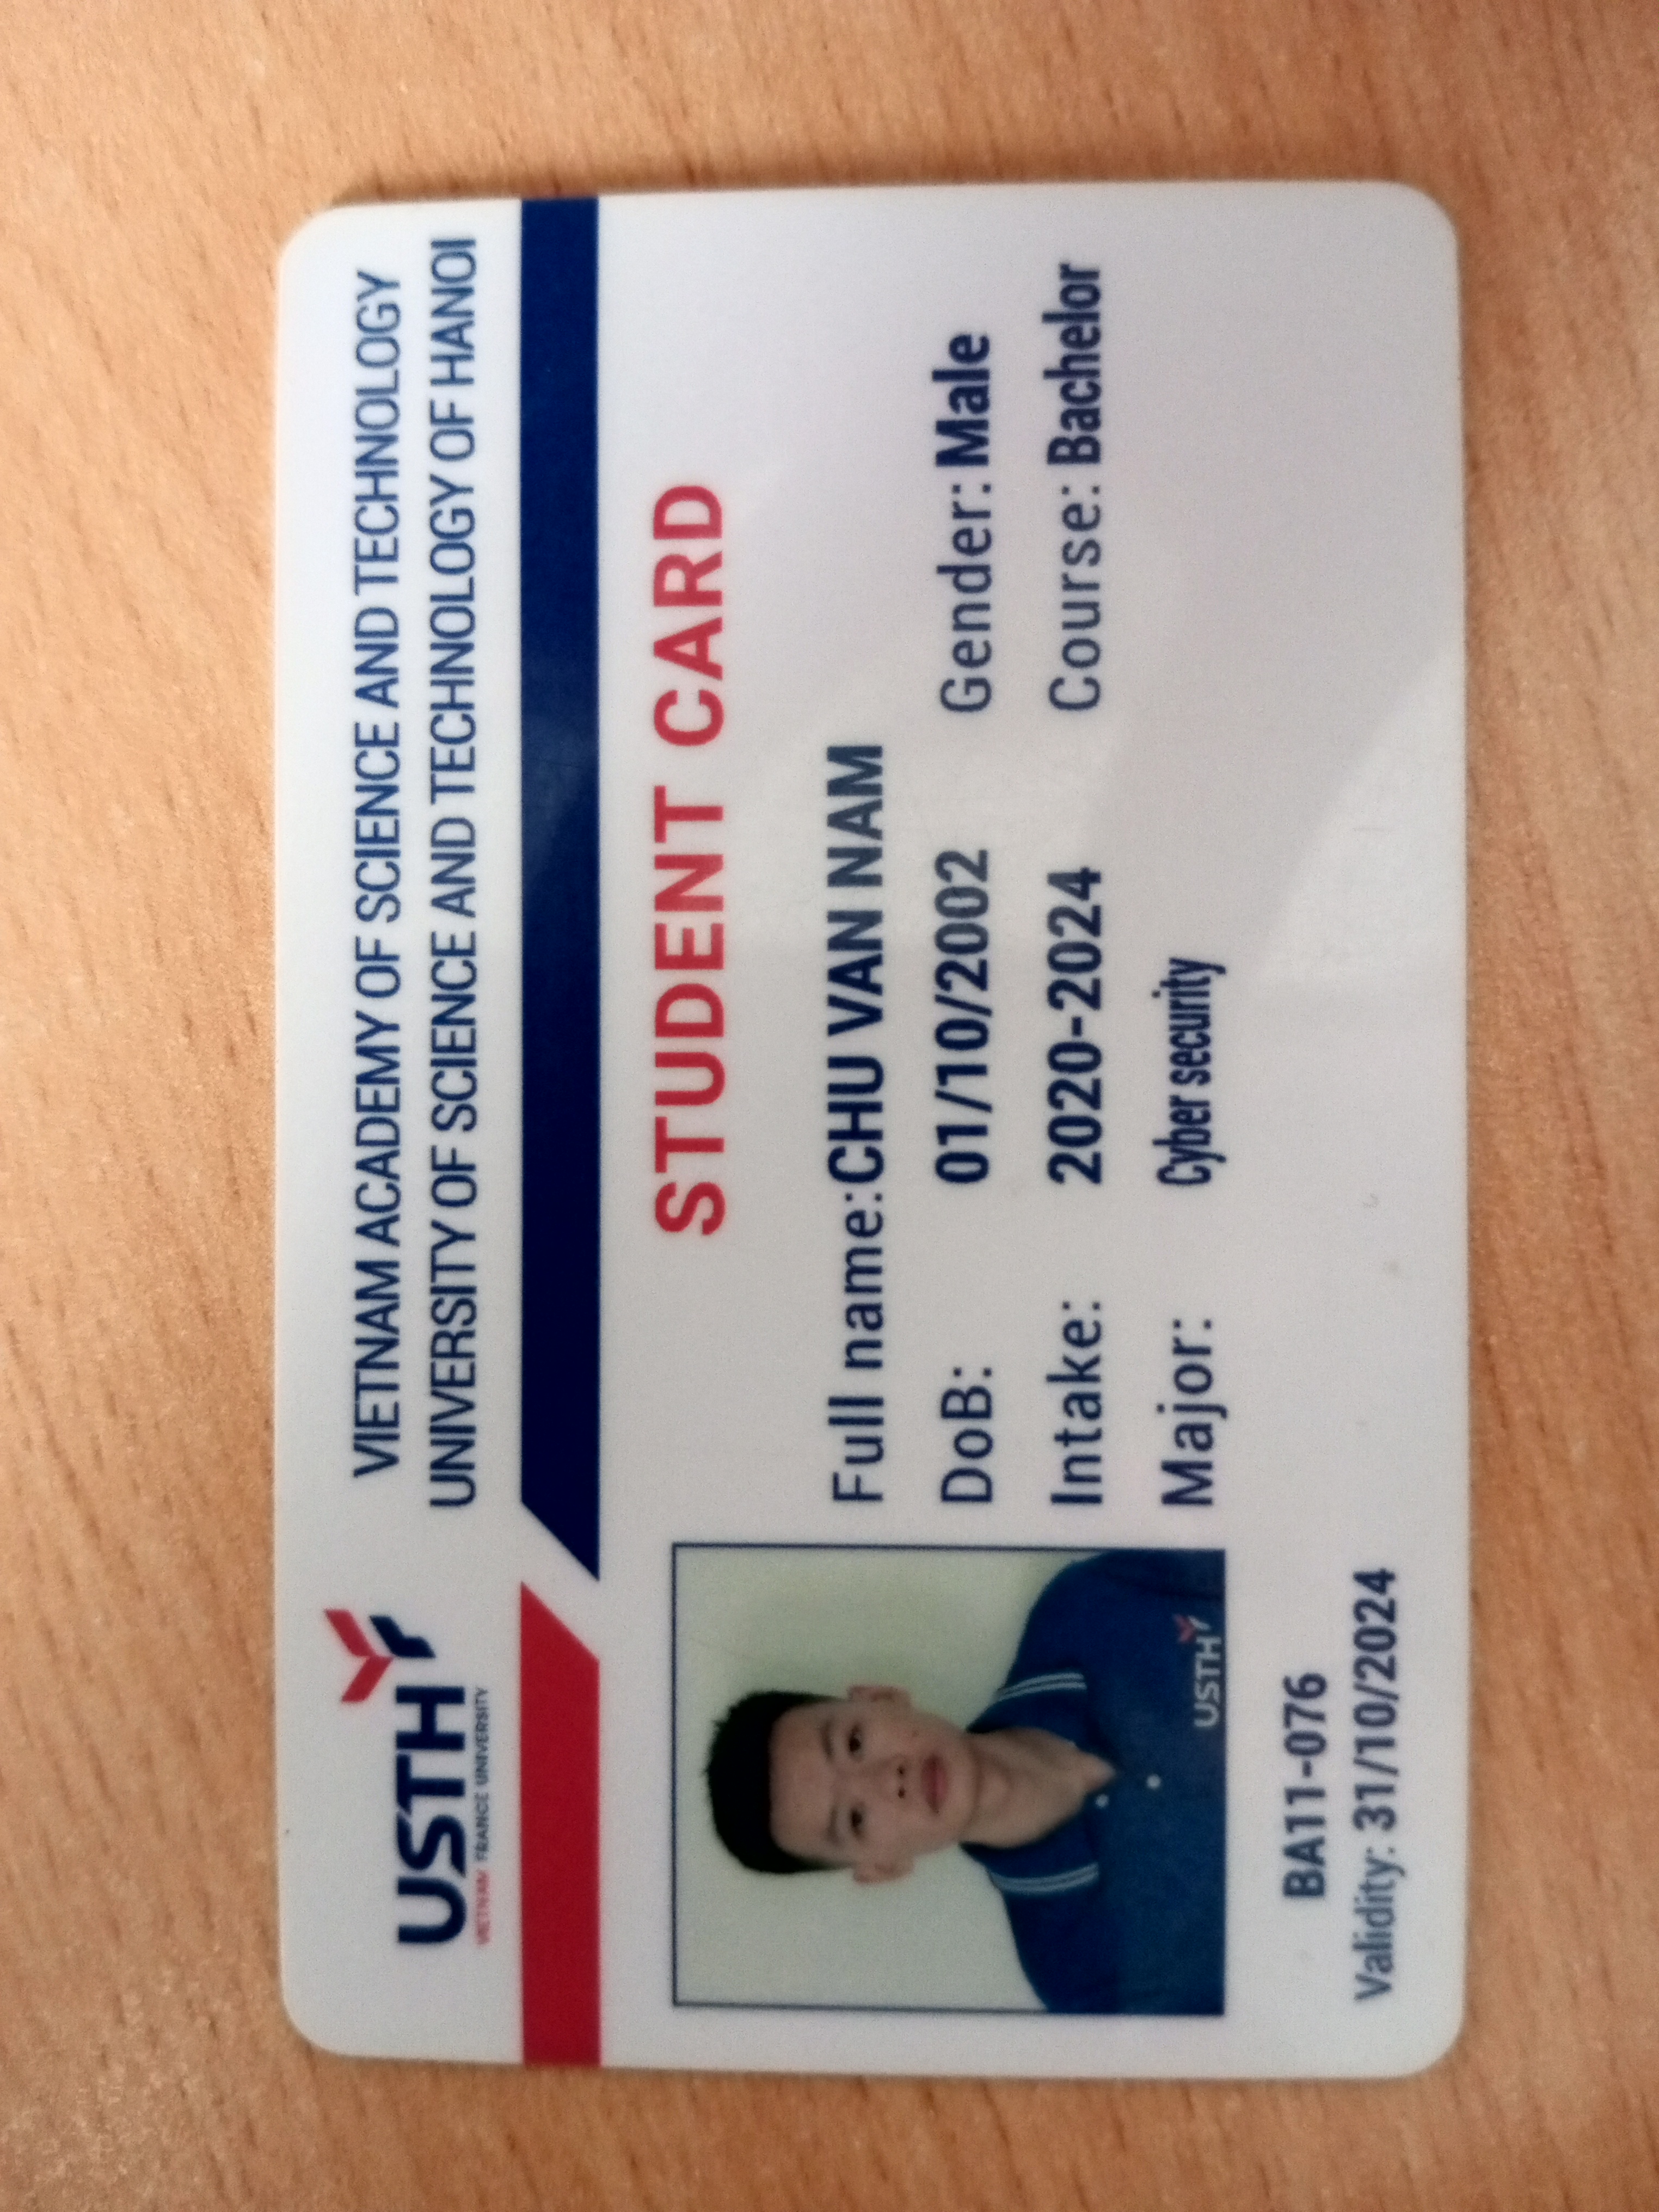 USTH
VIETNAM FRANCE UNIVERSITY
VIETNAM ACADEMY OF SCIENCE AND TECHNOLOGY
UNIVERSITY OF SCIENCE AND TECHNOLOGY OF HANOI
STUDENT CARD
Full name: CHU VAN NAM
DoB: 01/10/2002 Gender: Male
Intake: 2020-2024 Course: Bachelor
Major: Cyber security
USTH
BA11-076
Validity: 31/10/2024